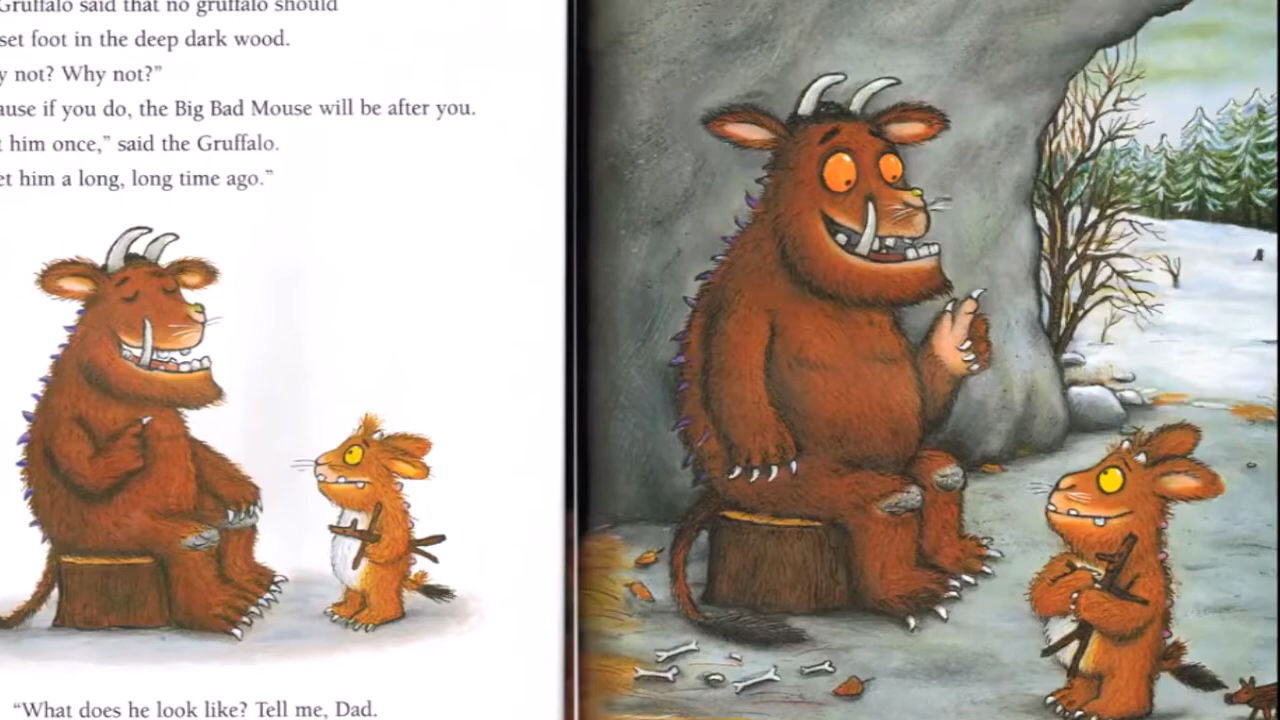 Gruffalo said that no gruffalo should
set foot in the deep dark wood.
y not? Why not?”
ause if you do, the Big Bad Mouse will be after you.
t him once,” said the Gruffalo.
et him a long, long time ago.”
“What does he look like? Tell me, Dad.